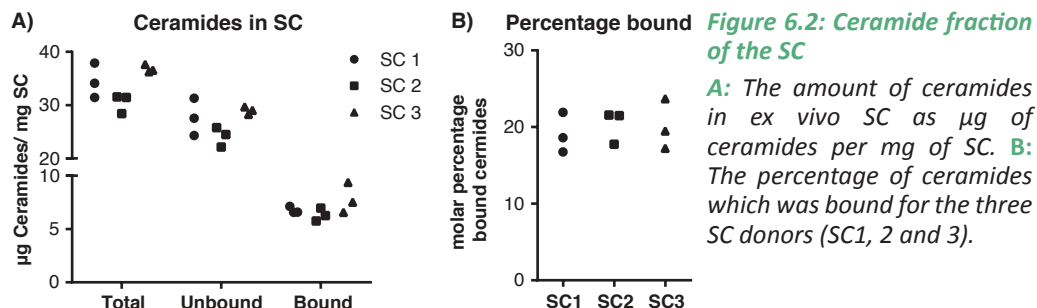 A)
Ceramides in SC
µg Ceramides/ mg SC
40
30
20
10
5
0
Total Unbound Bound
SC 1
SC 2
SC 3
B)
Percentage bound
molar percentage
bound cermides
30
20
10
0
SC1 SC2 SC3
Figure 6.2: Ceramide fraction
of the SC
A: The amount of ceramides
in ex vivo SC as µg of
ceramides per mg of SC. B:
The percentage of ceramides
which was bound for the three
SC donors (SC1, 2 and 3).